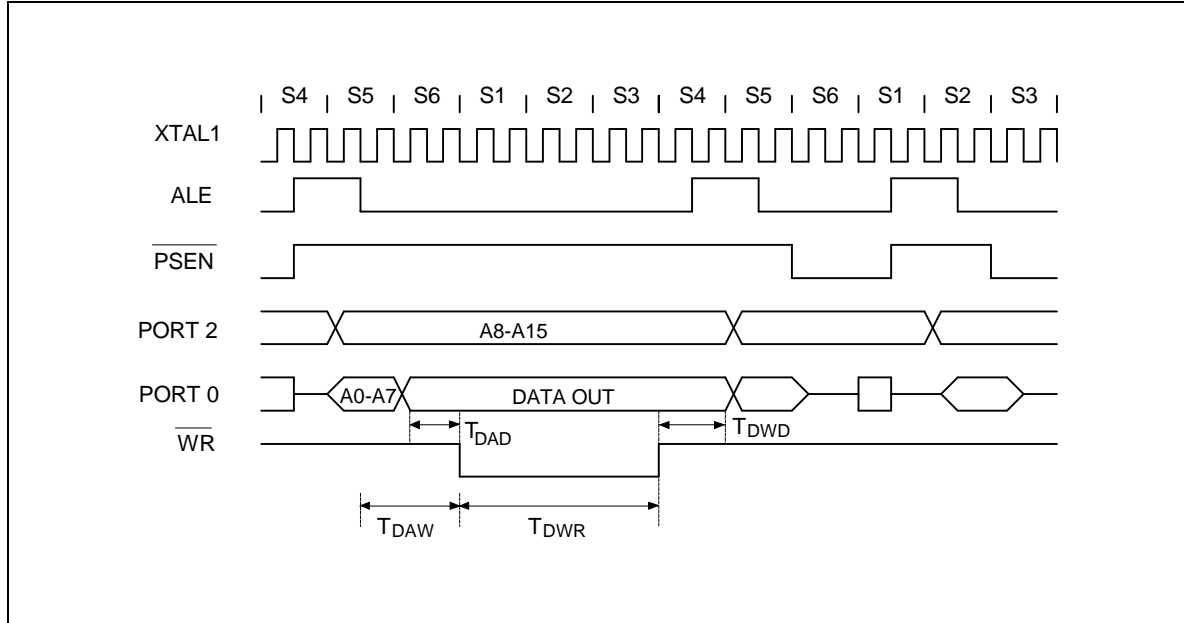 S4 S5 S6 S1 S2 S3 S4 S5 S6 S1 S2 S3
XTAL1
ALE
PSEN
PORT 2 A8-A15
PORT 0 A0-A7 DATA OUT
TDAD TDWD
WR
TDAW TDWR